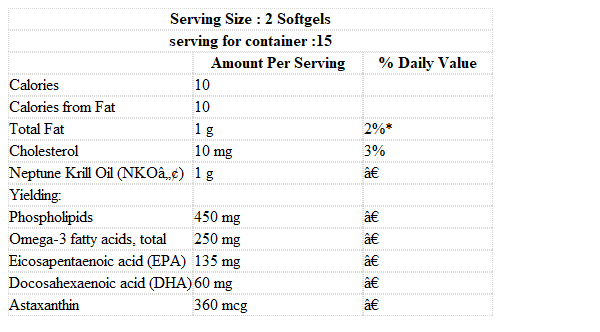 Serving Size : 2 Softgels
serving for container :15
Amount Per Serving % Daily Value
Calories 10
Calories from Fat 10
Total Fat 1 g 2%*
Cholesterol 10 mg 3%
Neptune Krill Oil (NKOâ„¢) 1 g â€
Yielding:
Phospholipids 450 mg â€
Omega-3 fatty acids, total 250 mg â€
Eicosapentaenoic acid (EPA) 135 mg â€
Docosahexaenoic acid (DHA) 60 mg â€
Astaxanthin 360 mcg â€